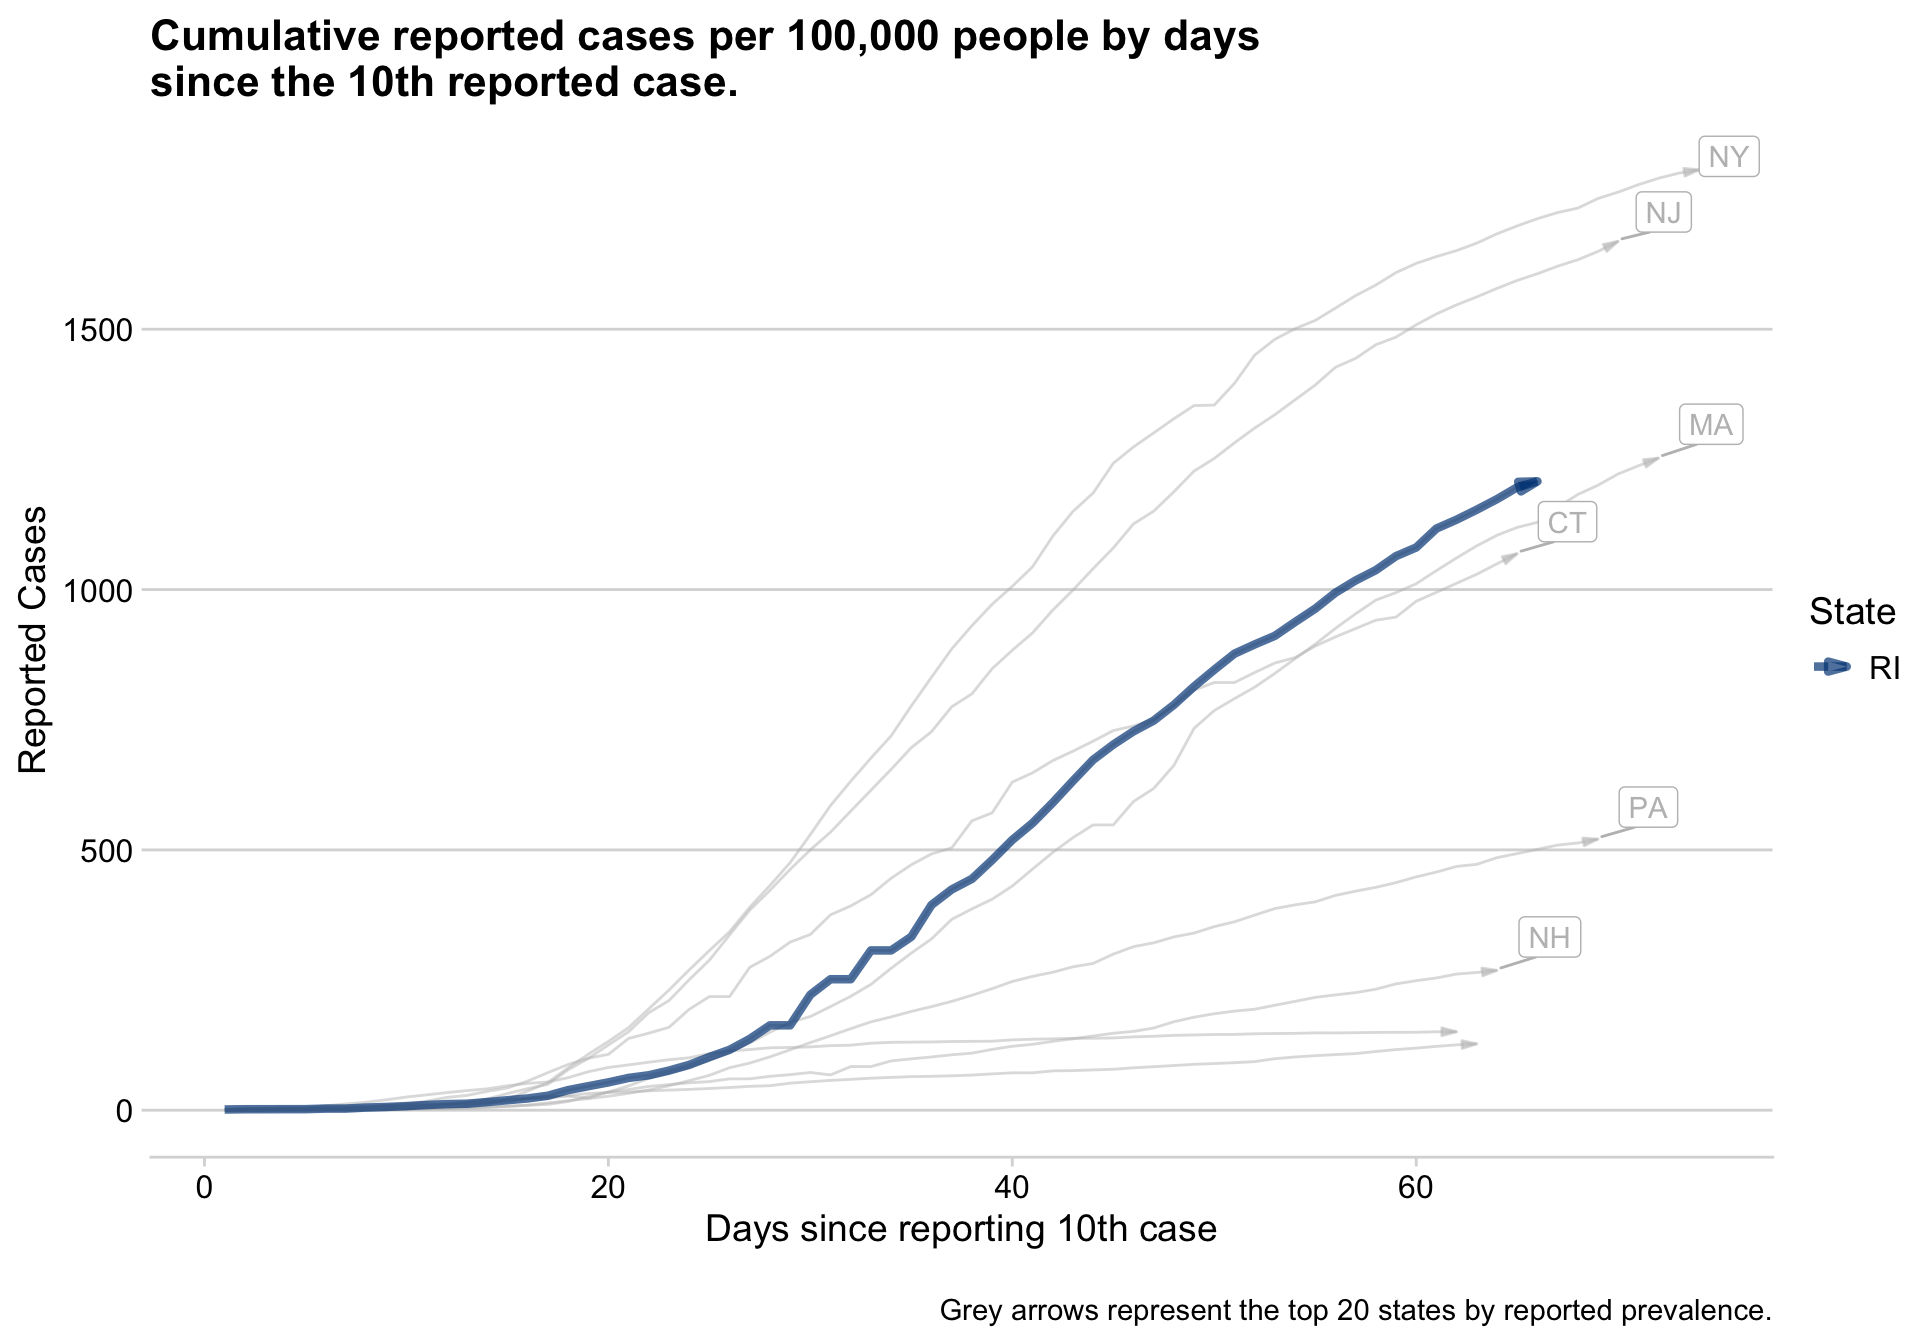 Cumulative reported cases per 100,000 people by days
since the 10th reported case.
NY
NJ
1500
MA
CT
1000
Reported Cases
State
RI
PA
500
NH
0
0 20 40 60
Days since reporting 10th case
Grey arrows represent the top 20 states by reported prevalence.